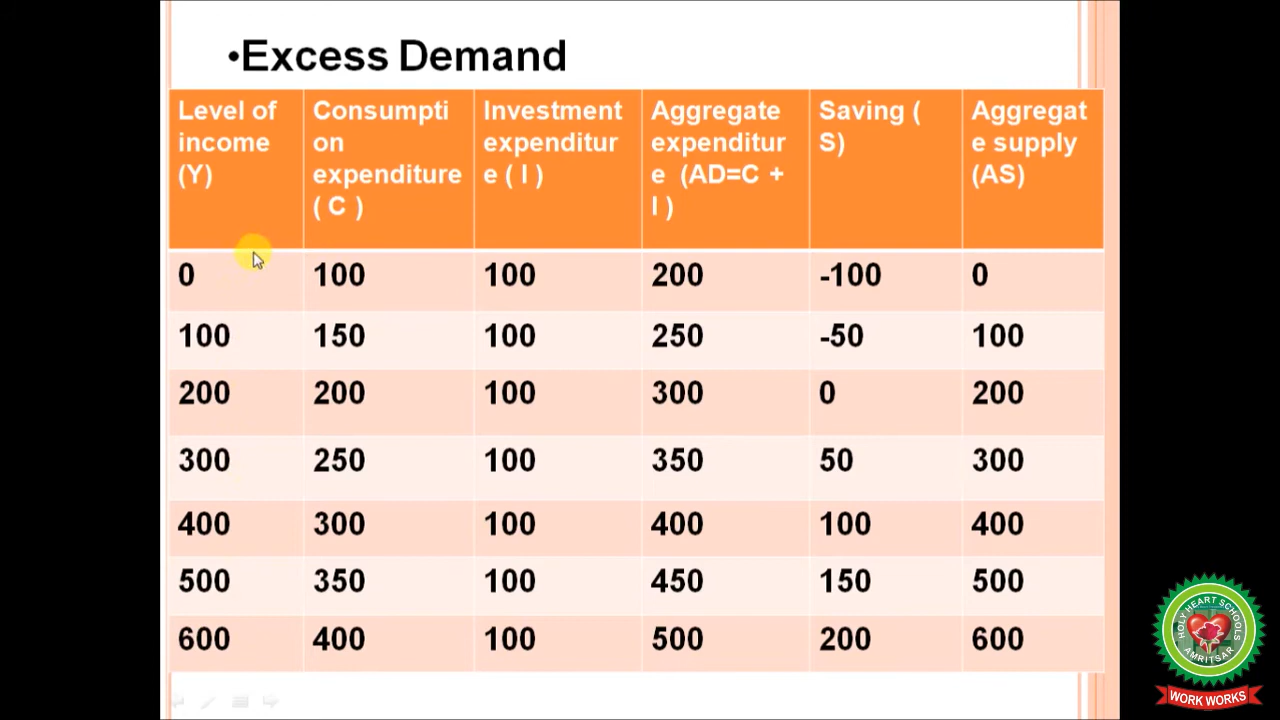 •Excess Demand
Level of
income
(Y)
Consumpti
on
expenditure
( C )
Investment
expenditur
e ( I )
Aggregate
expenditur
e (AD=C +
I )
Saving (
S)
Aggregat
e supply
(AS)
0 100 100 200 -100 0
100 150 100 250 -50 100
200 200 100 300 0 200
300 250 100 350 50 300
400 300 100 400 100 400
500 350 100 450 150 500
600 400 100 500 200 600
HOLY HEART SCHOOLS
AMRITSAR
WORK WORKS